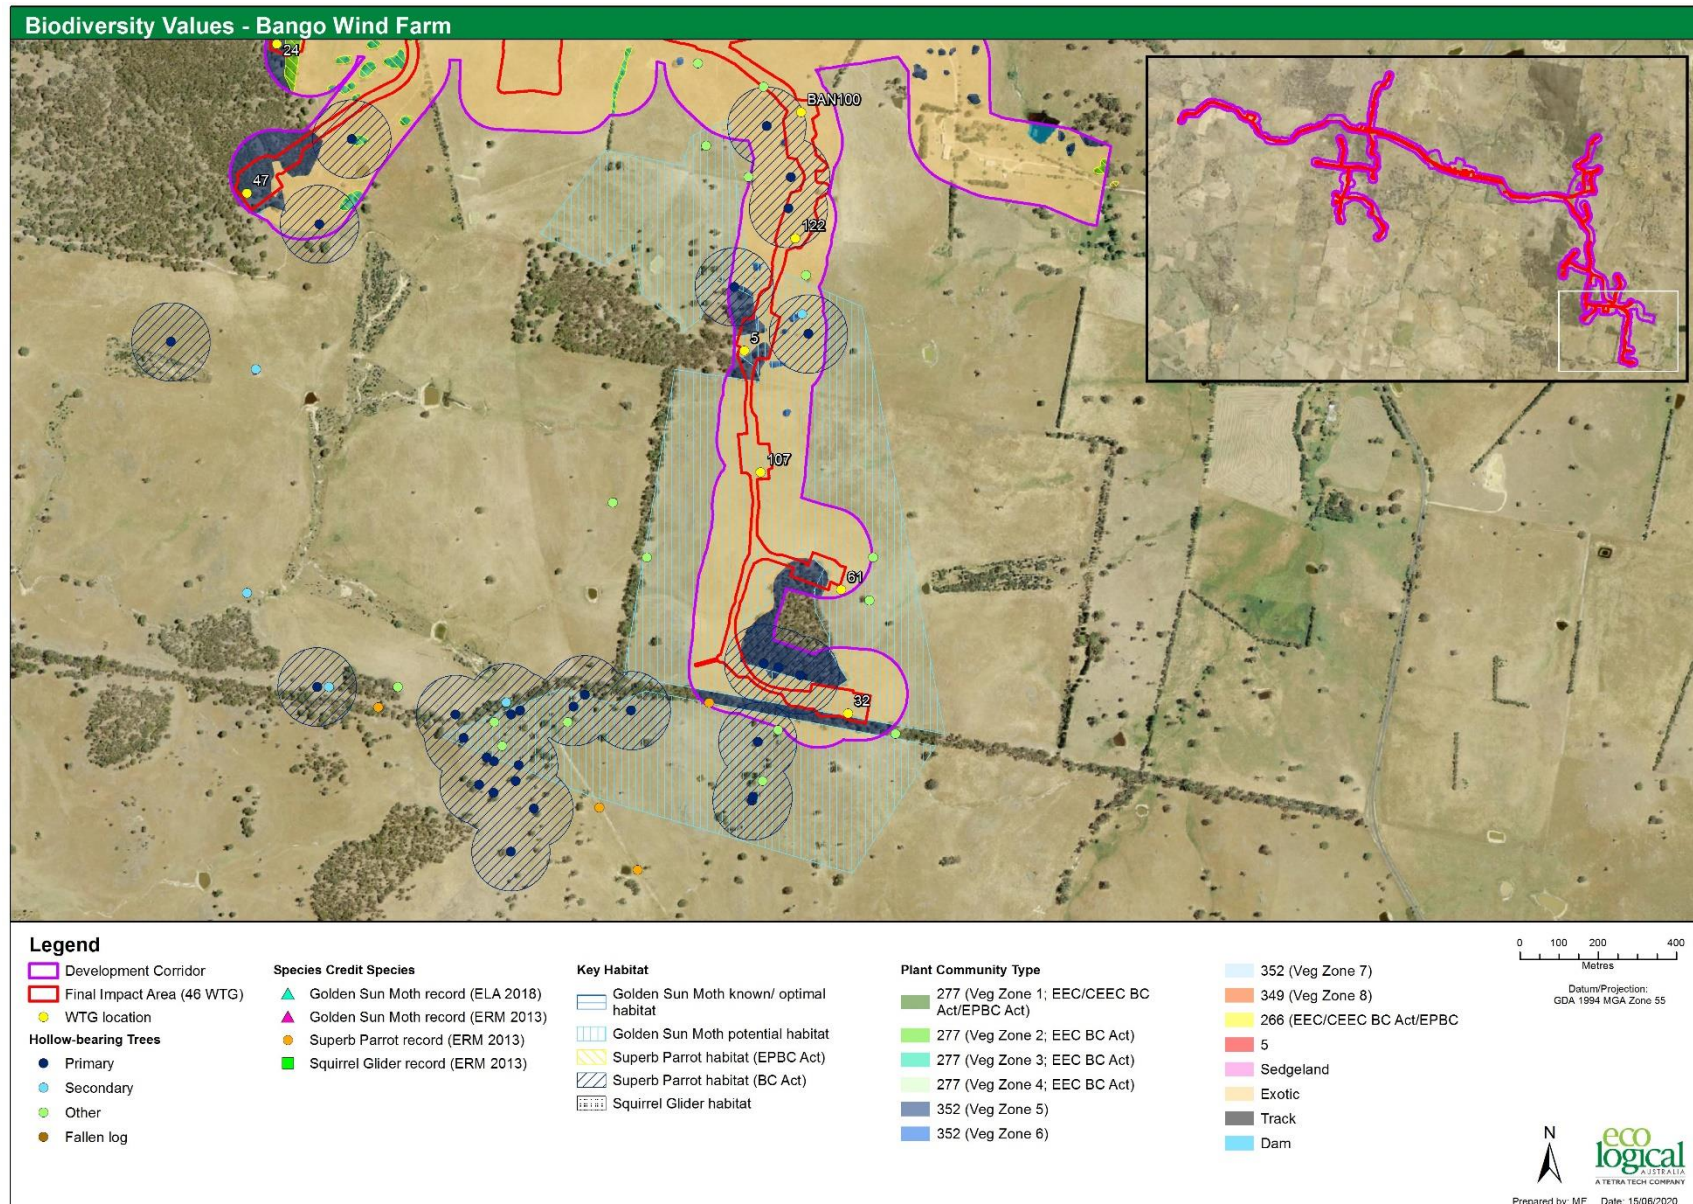 Biodiversity Values - Bango Wind Farm
24
BAN100
47
122
5
107
61
32
Legend
Development Corridor
Final Impact Area (46 WTG)
WTG location
Hollow-bearing Trees
Primary
Secondary
Other
Fallen log
Species Credit Species
Golden Sun Moth record (ELA 2018)
Golden Sun Moth record (ERM 2013)
Superb Parrot record (ERM 2013)
Squirrel Glider record (ERM 2013)
Key Habitat
Golden Sun Moth known/ optimal
habitat
Golden Sun Moth potential habitat
Superb Parrot habitat (EPBC Act)
Superb Parrot habitat (BC Act)
Squirrel Glider habitat
Plant Community Type
277 (Veg Zone 1; EEC/CEEC BC
Act/EPBC Act)
277 (Veg Zone 2; EEC BC Act)
277 (Veg Zone 3; EEC BC Act)
277 (Veg Zone 4; EEC BC Act)
352 (Veg Zone 5)
352 (Veg Zone 6)
352 (Veg Zone 7)
349 (Veg Zone 8)
266 (EEC/CEEC BC Act/EPBC
5
Sedgeland
Exotic
Track
Dam
0 100 200 400
Metres
Datum/Projection:
GDA 1994 MGA Zone 55
N
eco
logical
AUSTRALIA
A TETRA TECH COMPANY
Prepared by: ME Date: 15/06/2020